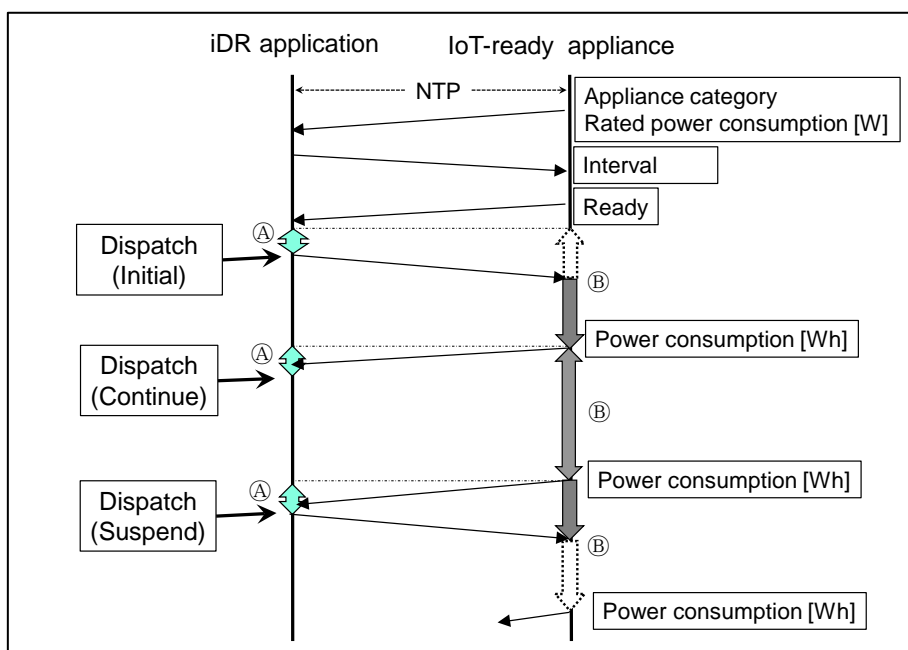 iDR application
IoT-ready appliance
NTP
Appliance category
Rated power consumption [W]
Interval
Ready
Ⓐ
Dispatch
(Initial)
Ⓑ
Power consumption [Wh]
Ⓐ
Dispatch
(Continue)
Ⓑ
Power consumption [Wh]
Ⓐ
Dispatch
(Suspend)
Ⓑ
Power consumption [Wh]